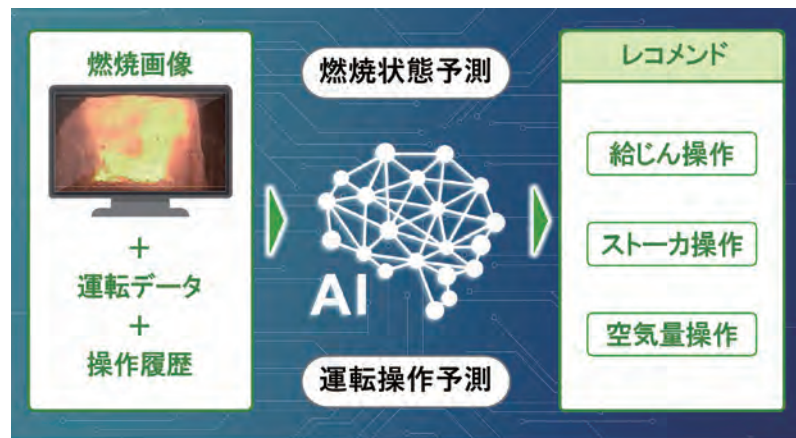 燃焼画像
+
運転データ
+
操作履歴
燃焼状態予測
AI
運転操作予測
レコメンド
給じん操作
ストーカ操作
空気量操作